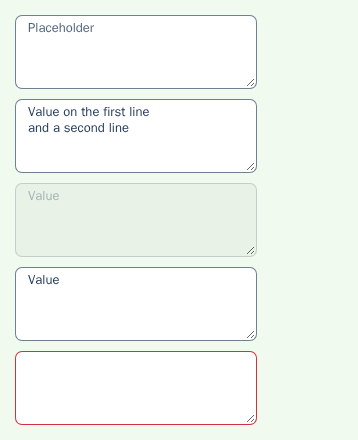 Placeholder
Value on the first line
and a second line
Value
Value